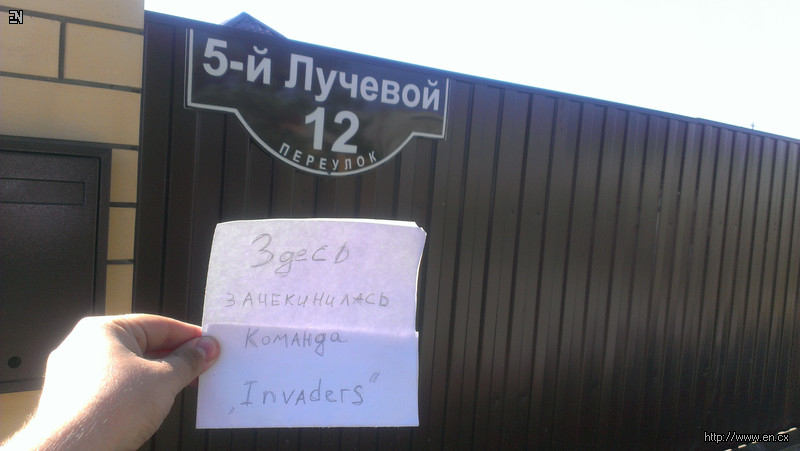 EN
5-й Лучевой
12
ПЕРЕУЛОК
Здесь
зачекинилась
команда
„Invaders"
http://www.en.cx